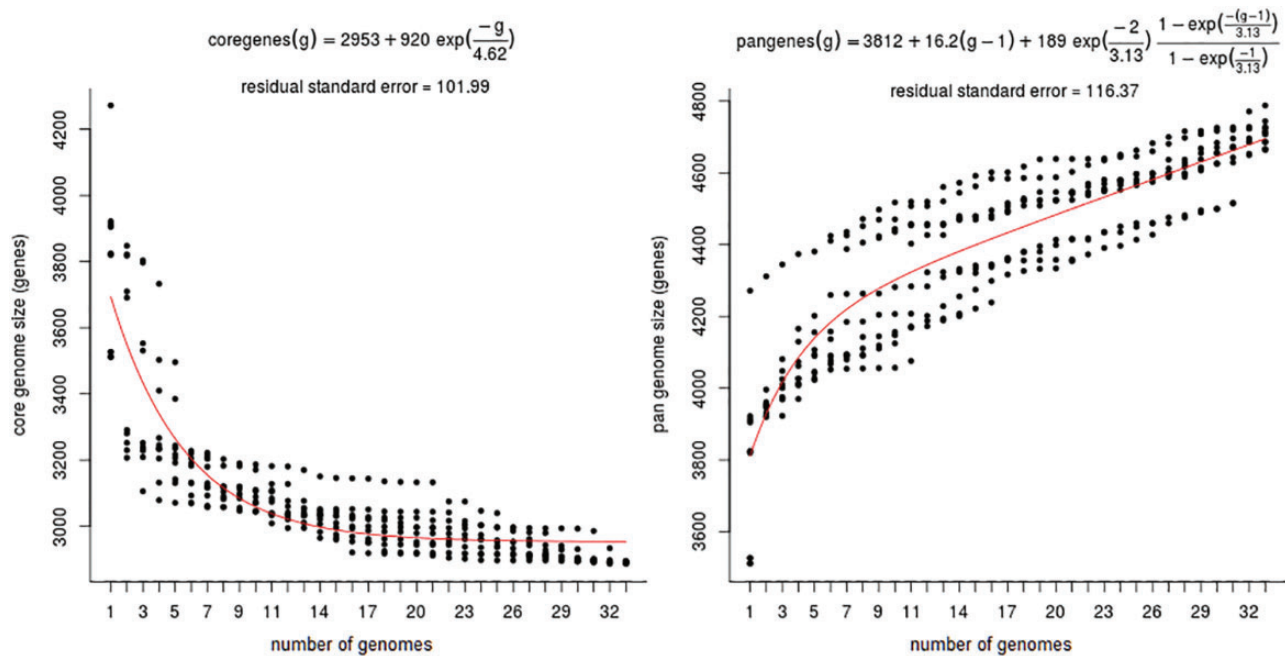 coregenes(g) = 2953 + 920 exp(-g/4.62)
residual standard error = 101.99
core genome size (genes)
4200
4000
3800
3600
3400
3200
3000
1 3 5 7 9 11 14 17 20 23 26 29 32
number of genomes
pangenes(g) = 3812 + 16.2(g-1) + 189 exp(-2/3.13) 1-exp(-(g-1)/3.13)/1-exp(-1/3.13)
residual standard error = 116.37
pan genome size (genes)
4800
4600
4400
4200
4000
3800
3600
1 3 5 7 9 11 14 17 20 23 26 29 32
number of genomes